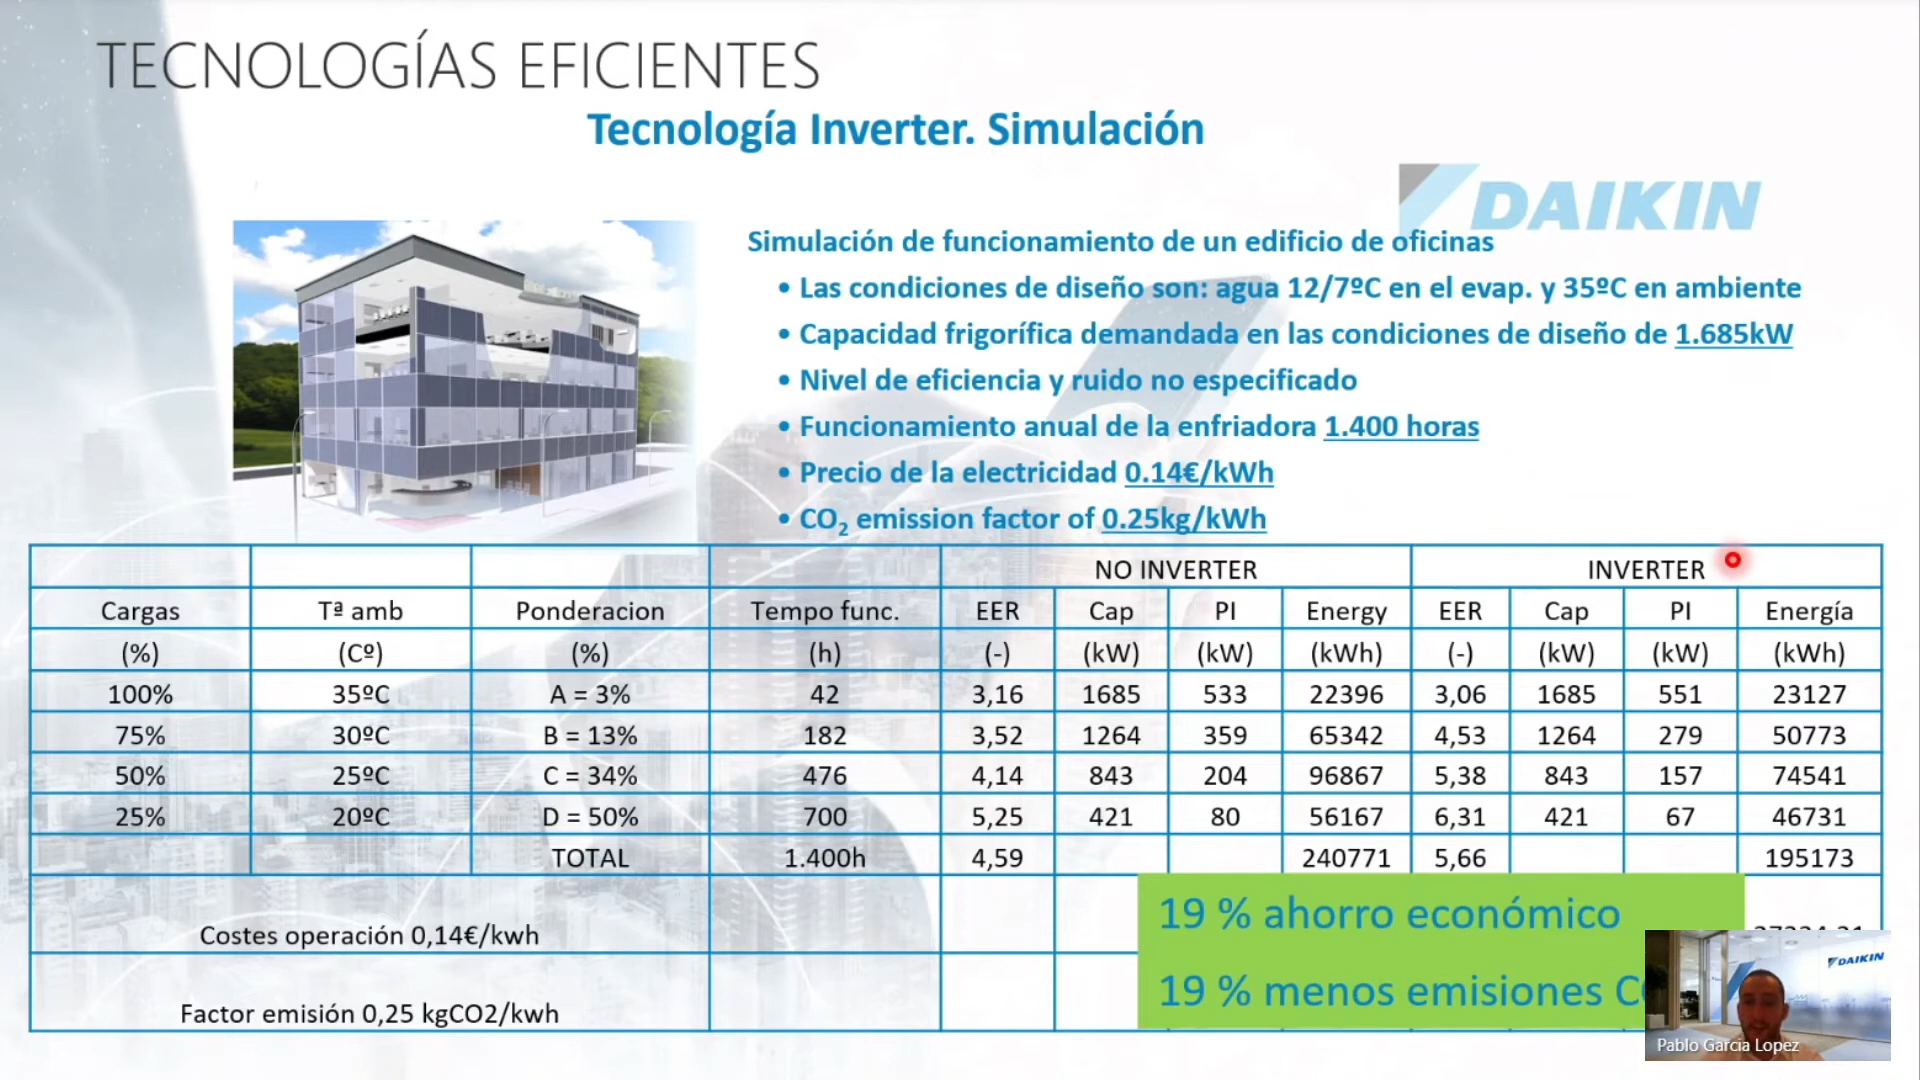 TECNOLOGÍAS EFICIENTES
Tecnología Inverter. Simulación
DAIKIN
Simulación de funcionamiento de un edificio de oficinas
• Las condiciones de diseño son: agua 12/7ºC en el evap. y 35ºC en ambiente
• Capacidad frigorífica demandada en las condiciones de diseño de 1.685kW
• Nivel de eficiencia y ruido no especificado
• Funcionamiento anual de la enfriadora 1.400 horas
• Precio de la electricidad 0.14€/kWh
• CO2 emission factor of 0.25kg/kWh
NO INVERTER INVERTER
Cargas Tª amb Ponderacion Tempo func. EER Cap PI Energy EER Cap PI Energía
(%) (Cº) (%) (h) (-) (kW) (kW) (kWh) (-) (kW) (kW) (kWh)
100% 35ºC A = 3% 42 3,16 1685 533 22396 3,06 1685 551 23127
75% 30ºC B = 13% 182 3,52 1264 359 65342 4,53 1264 279 50773
50% 25ºC C = 34% 476 4,14 843 204 96867 5,38 843 157 74541
25% 20ºC D = 50% 700 5,25 421 80 56167 6,31 421 67 46731
TOTAL 1.400h 4,59 240771 5,66 195173
19 % ahorro económico
Costes operación 0,14€/kwh
19 % menos emisiones
Factor emisión 0,25 kgCO2/kwh
DAIKIN
Pablo Garcia Lopez